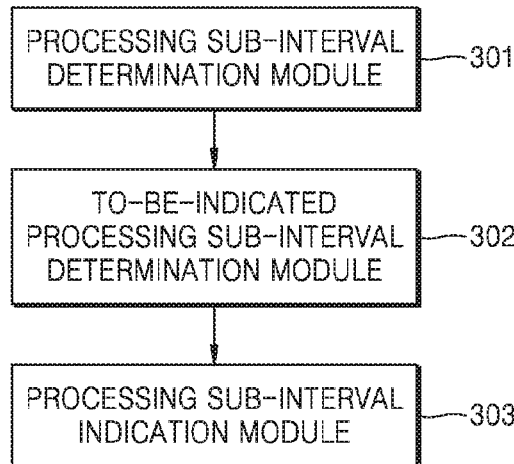 PROCESSING SUB-INTERVAL
DETERMINATION MODULE
301
TO-BE-INDICATED
PROCESSING SUB-INTERVAL
DETERMINATION MODULE
302
PROCESSING SUB-INTERVAL
INDICATION MODULE
303